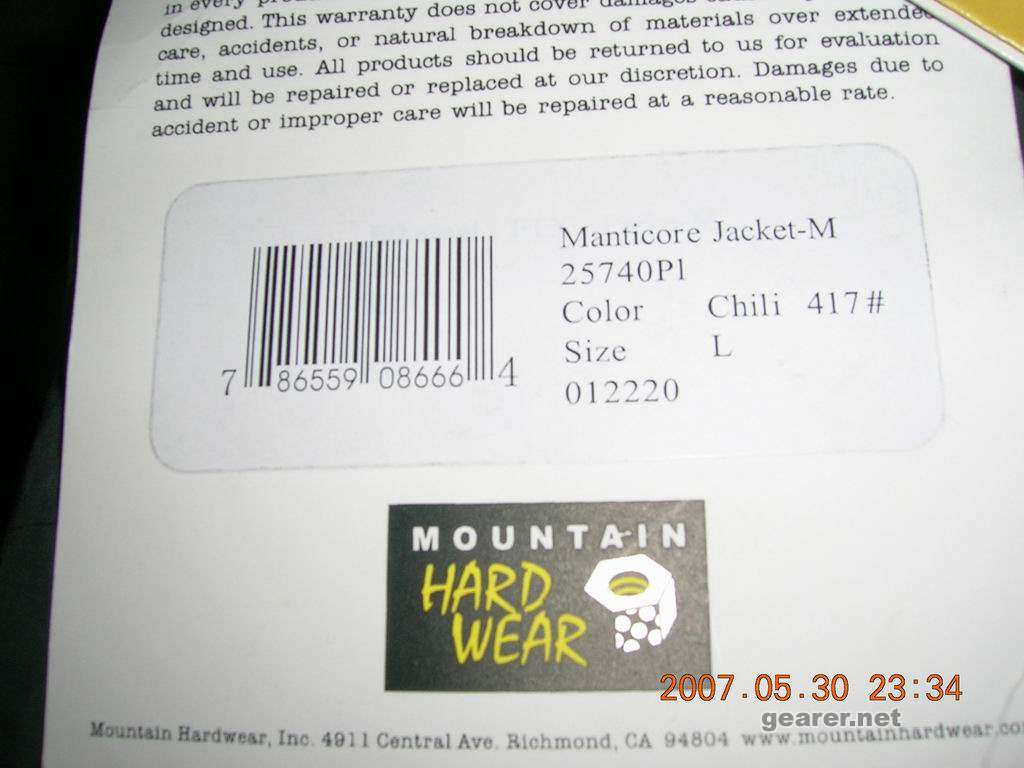 in every
designed. This warranty does not cover damages
care, accidents, or natural breakdown of materials over extended
time and use. All products should be returned to us for evaluation
and will be repaired or replaced at our discretion. Damages due to
accident or improper care will be repaired at a reasonable rate.
Manticore Jacket-M
25740P1
Color Chili 417#
Size L
012220
7 86559 08666 4
MOUNTAIN
HARD
WEAR
2007.05.30 23:34
gearer.net
Mountain Hardwear, Inc. 4911 Central Ave. Richmond, CA 94804 www.mountainhardwear.co